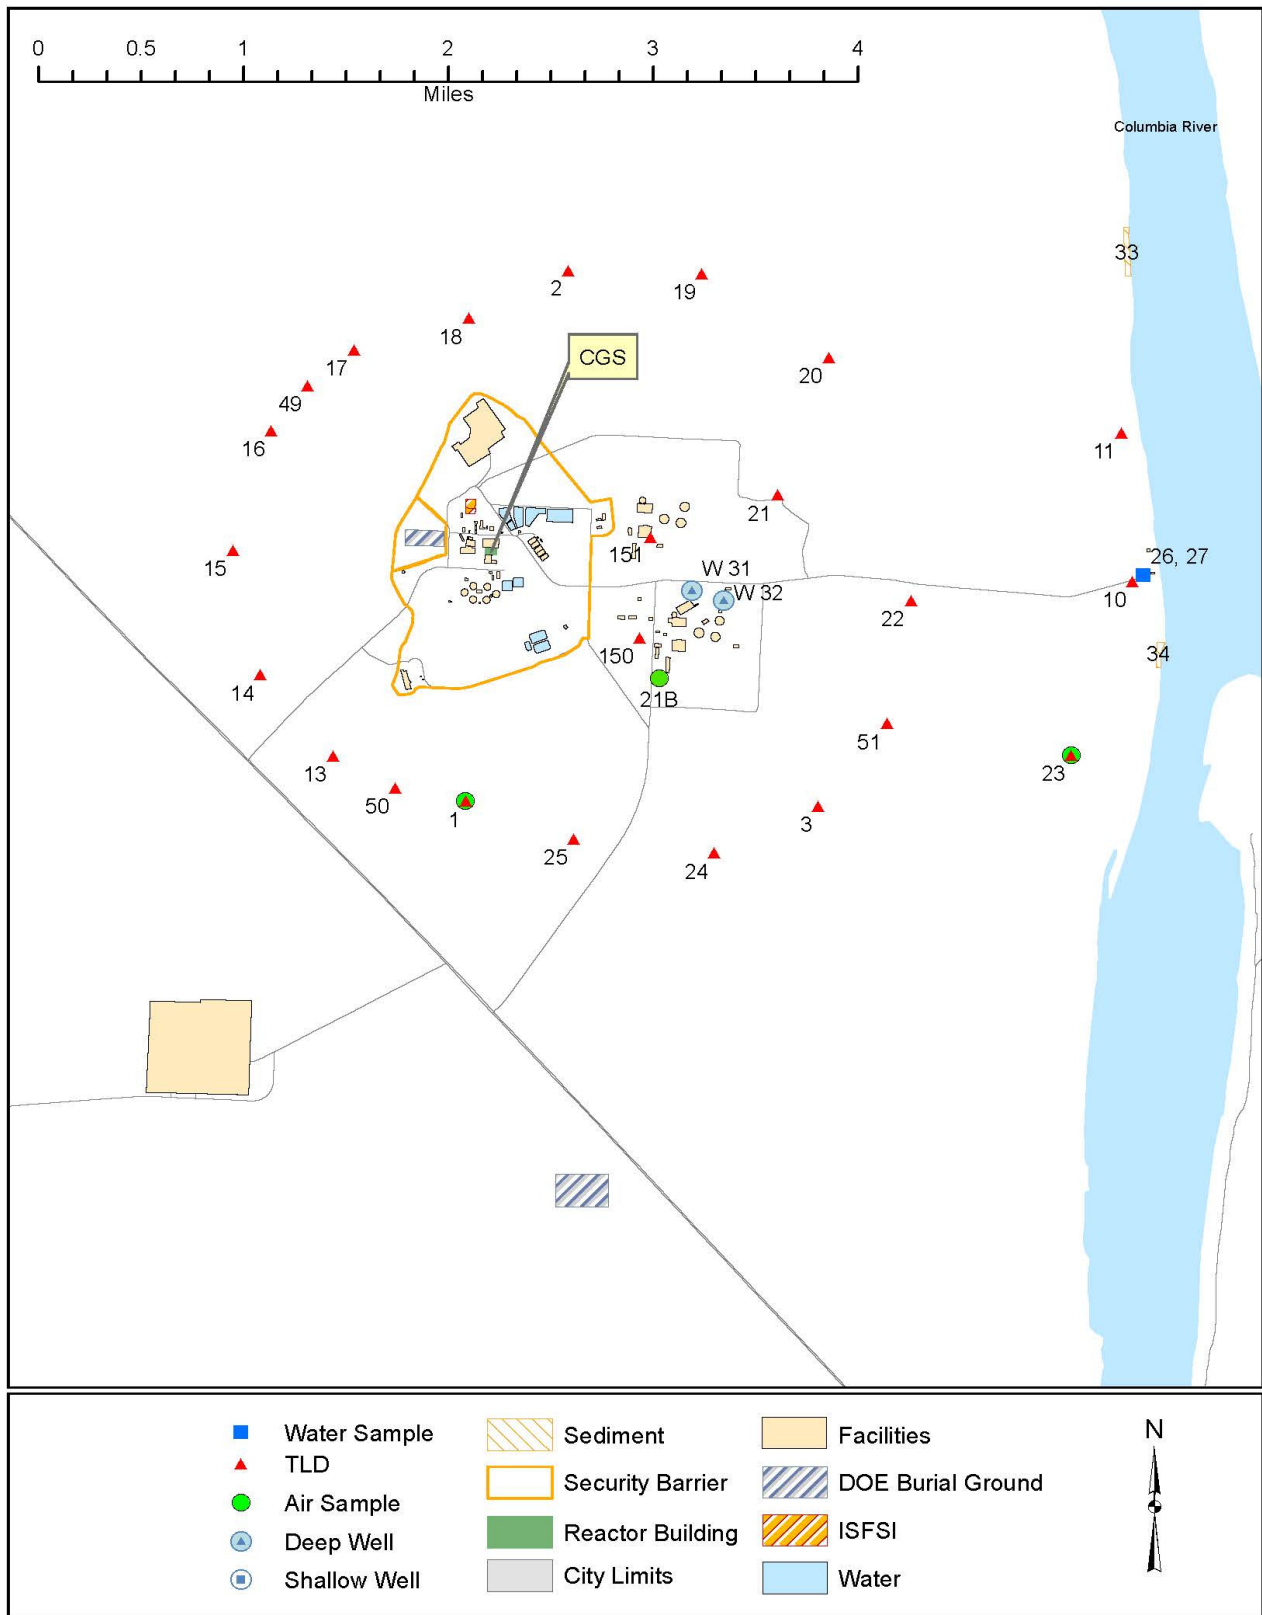 0 0.5 1 2 3 4
Miles
Columbia River
33
2
19
18
CGS
17
20
49
16
11
21
151
15
26, 27
W 31
10
W 32
22
150
34
14
21B
51
13
23
50
1
3
25
24
Water Sample
TLD
Air Sample
Deep Well
Shallow Well
Sediment
Security Barrier
Reactor Building
City Limits
Facilities
DOE Burial Ground
ISFSI
Water
N